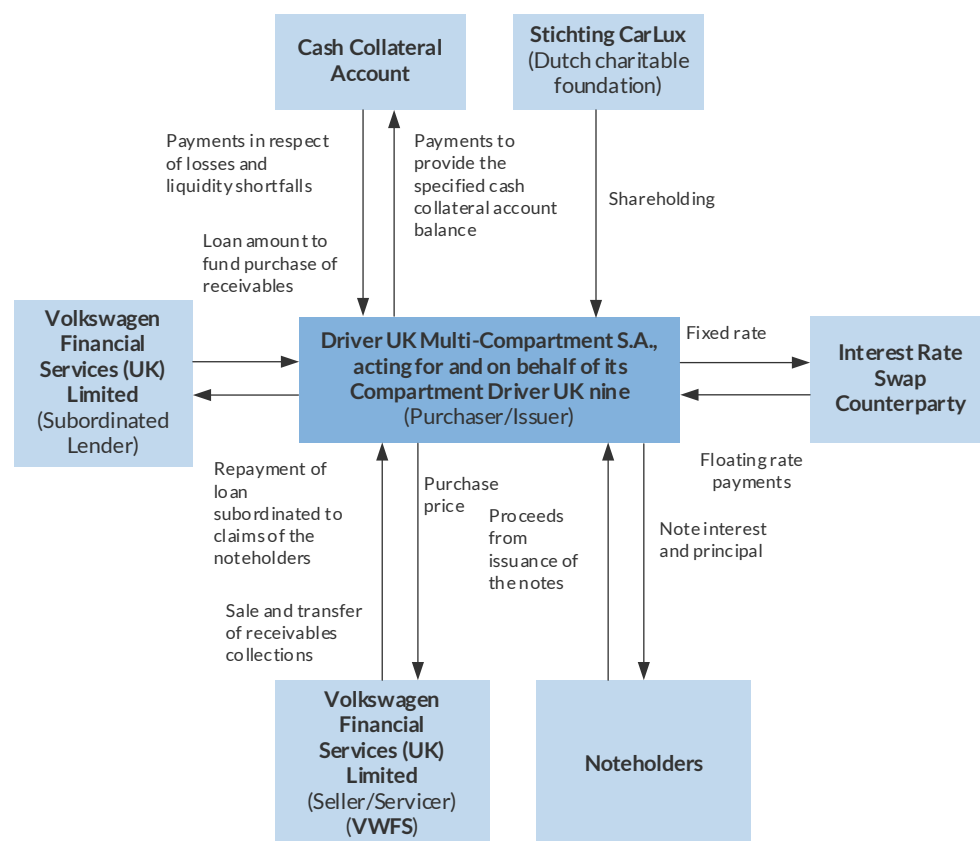 Cash Collateral
Account
Stichting CarLux
(Dutch charitable
foundation)
Payments in respect
of losses and
liquidity shortfalls
Payments to
provide the
specified cash
collateral account
balance
Shareholding
Loan amount to
fund purchase of
receivables
Volkswagen
Financial
Services (UK)
Limited
(Subordinated
Lender)
Driver UK Multi-Compartment S.A.,
acting for and on behalf of its
Compartment Driver UK nine
(Purchaser/Issuer)
Fixed rate
Interest Rate
Swap
Counterparty
Floating rate
payments
Repayment of
loan
subordinated to
claims of the
noteholders
Purchase
price
Proceeds
from
issuance of
the notes
Note interest
and principal
Sale and transfer
of receivables
collections
Volkswagen
Financial
Services (UK)
Limited
(Seller/Servicer)
(VWFS)
Noteholders